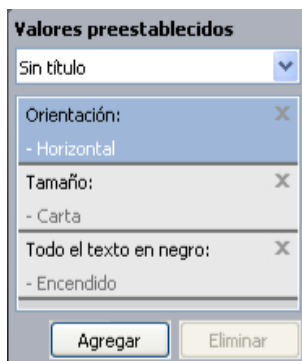 Valores preestablecidos
Sin título
Orientación:
- Horizontal
Tamaño:
- Carta
Todo el texto en negro:
- Encendido
Agregar Eliminar